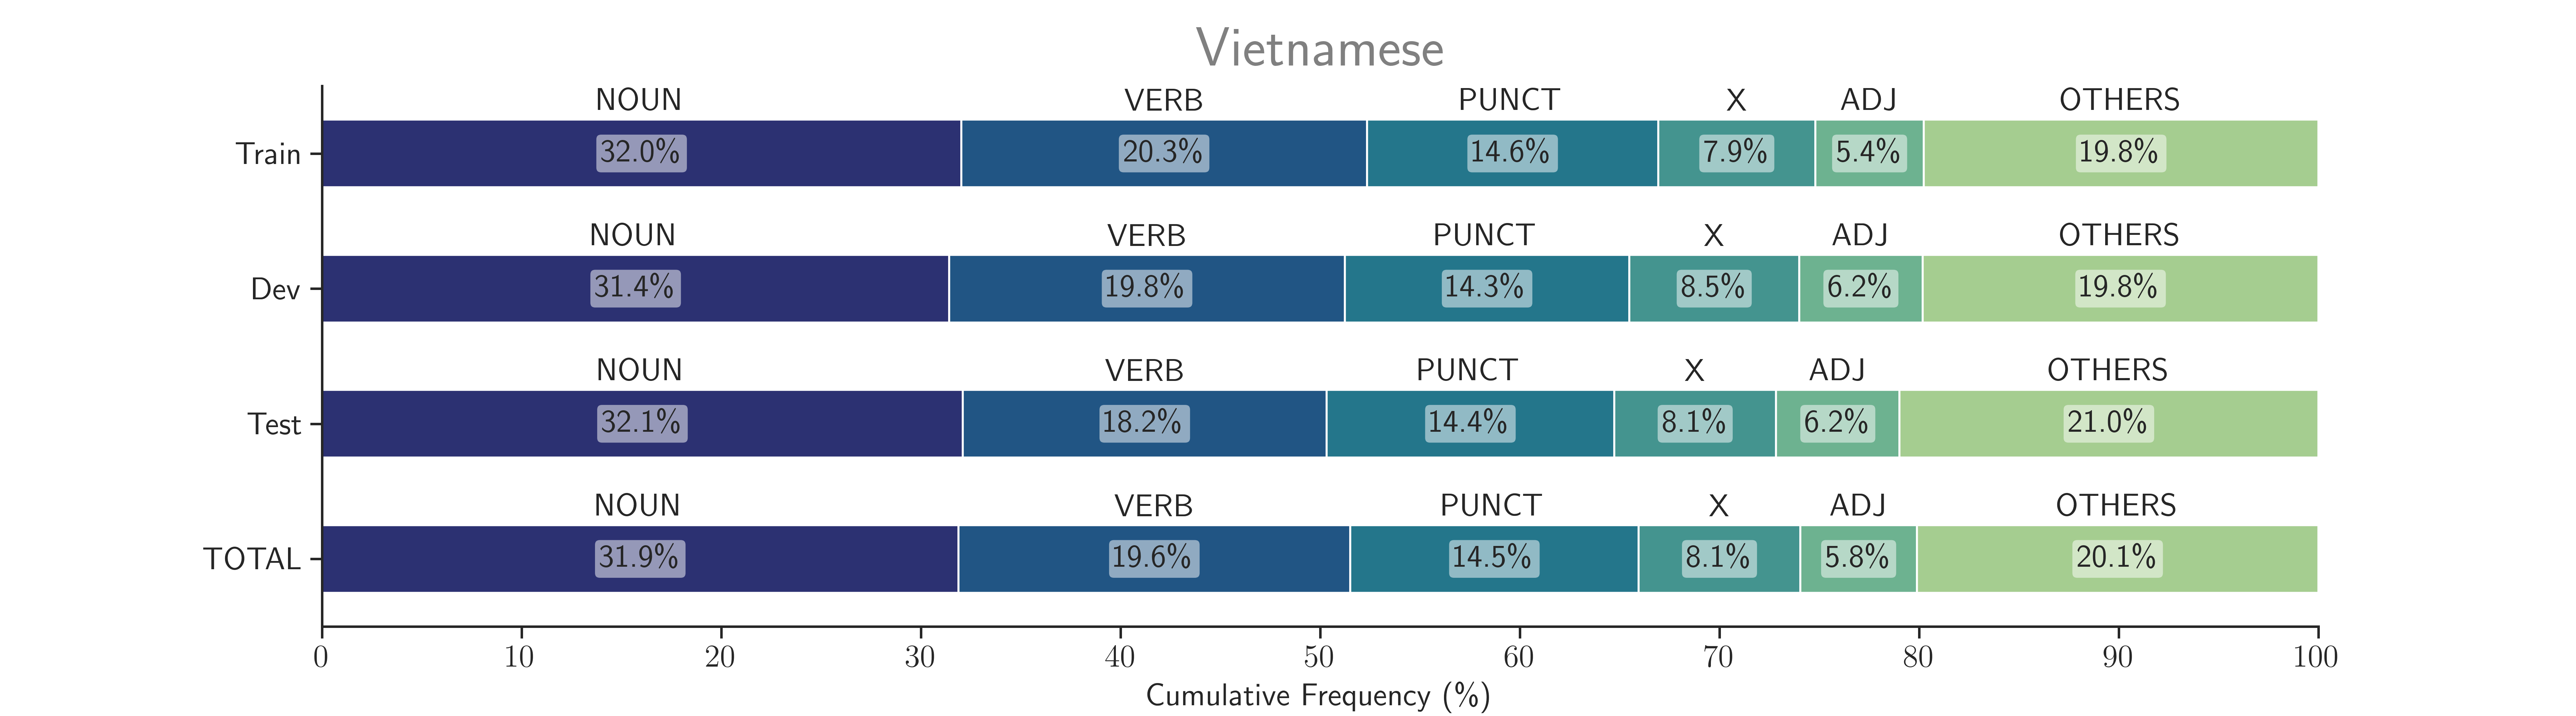 Vietnamese
NOUN VERB PUNCT X ADJ OTHERS
Train 32.0% 20.3% 14.6% 7.9% 5.4% 19.8%
NOUN VERB PUNCT X ADJ OTHERS
Dev 31.4% 19.8% 14.3% 8.5% 6.2% 19.8%
NOUN VERB PUNCT X ADJ OTHERS
Test 32.1% 18.2% 14.4% 8.1% 6.2% 21.0%
NOUN VERB PUNCT X ADJ OTHERS
TOTAL 31.9% 19.6% 14.5% 8.1% 5.8% 20.1%
0 10 20 30 40 50 60 70 80 90 100
Cumulative Frequency (%)